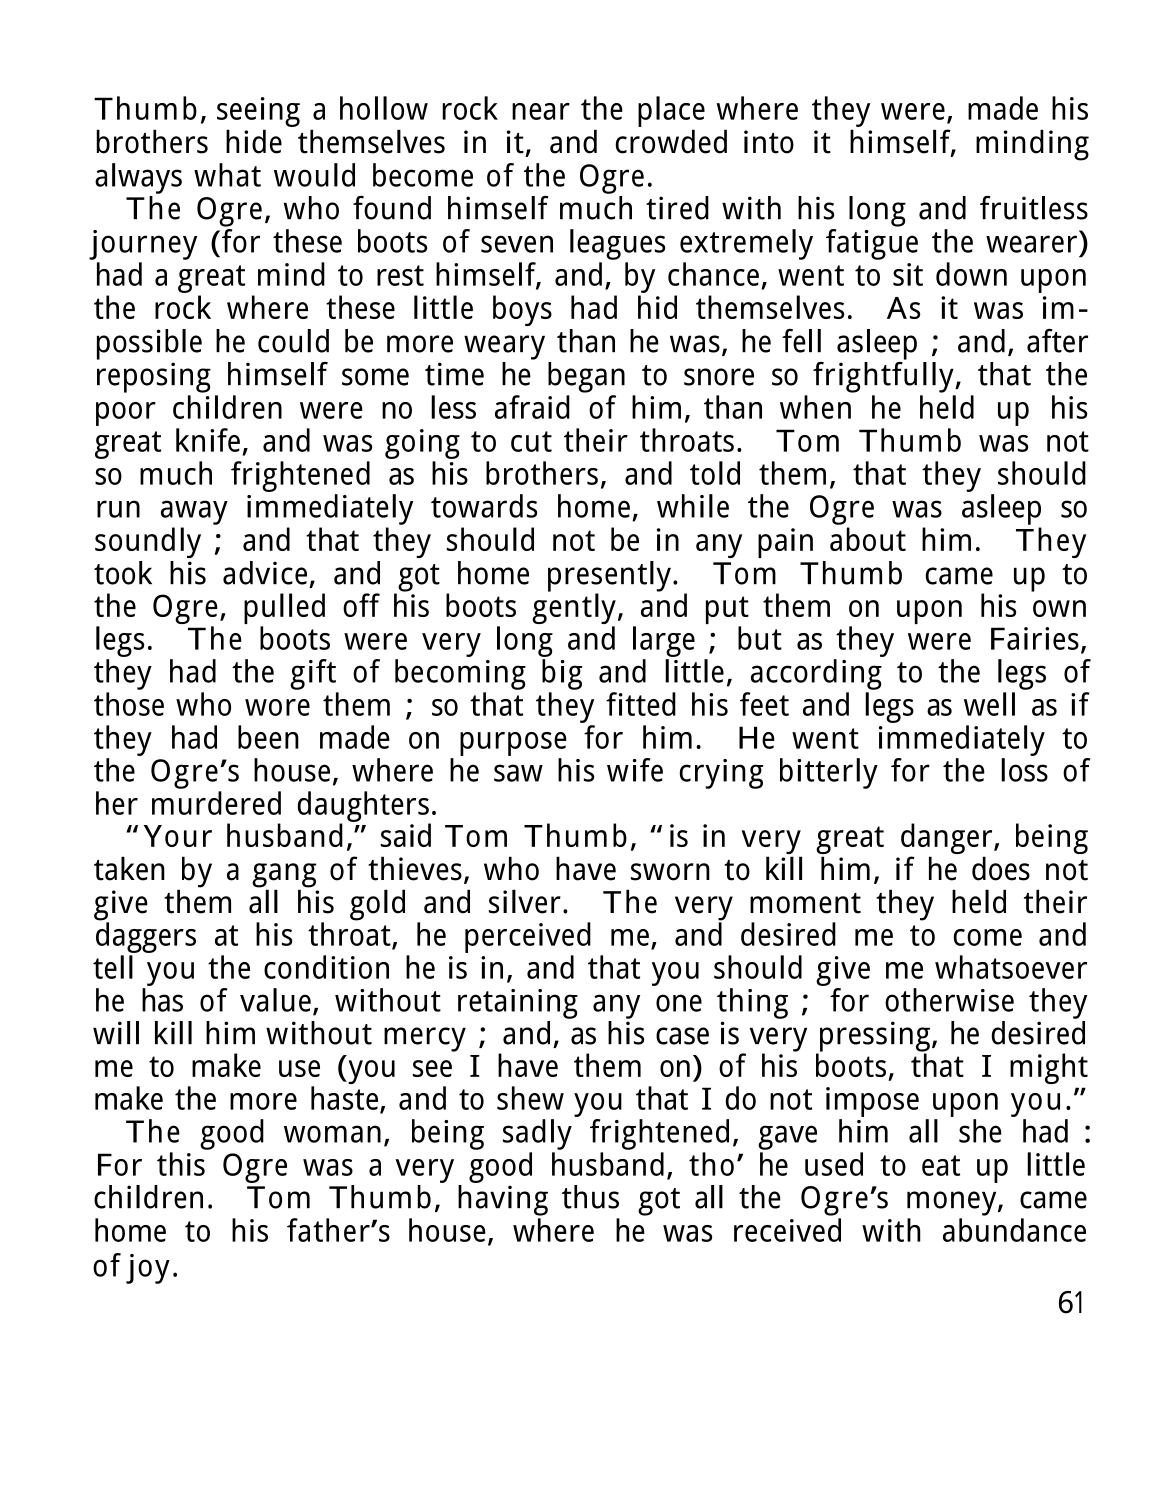 Thumb, seeing a hollow rock near the place where they were, made his
brothers hide themselves in it, and crowded into it himself, minding
always what would become of the Ogre.
The Ogre, who found himself much tired with his long and fruitless
journey (for these boots of seven leagues extremely fatigue the wearer)
had a great mind to rest himself, and, by chance, went to sit down upon
the rock where these little boys had hid themselves. As it was im-
possible he could be more weary than he was, he fell asleep ; and, after
reposing himself some time he began to snore so frightfully, that the
poor children were no less afraid of him, than when he held up his
great knife, and was going to cut their throats. Tom Thumb was not
so much frightened as his brothers, and told them, that they should
run away immediately towards home, while the Ogre was asleep so
soundly ; and that they should not be in any pain about him. They
took his advice, and got home presently. Tom Thumb came up to
the Ogre, pulled off his boots gently, and put them on upon his own
legs. The boots were very long and large ; but as they were Fairies,
they had the gift of becoming big and little, according to the legs of
those who wore them ; so that they fitted his feet and legs as well as if
they had been made on purpose for him. He went immediately to
the Ogre’s house, where he saw his wife crying bitterly for the loss of
her murdered daughters.
“Your husband,” said Tom Thumb, “is in very great danger, being
taken by a gang of thieves, who have sworn to kill him, if he does not
give them all his gold and silver. The very moment they held their
daggers at his throat, he perceived me, and desired me to come and
tell you the condition he is in, and that you should give me whatsoever
he has of value, without retaining any one thing ; for otherwise they
will kill him without mercy ; and, as his case is very pressing, he desired
me to make use (you see I have them on) of his boots, that I might
make the more haste, and to shew you that I do not impose upon you.”
The good woman, being sadly frightened, gave him all she had :
For this Ogre was a very good husband, tho’ he used to eat up little
children. Tom Thumb, having thus got all the Ogre’s money, came
home to his father’s house, where he was received with abundance
of joy.
61